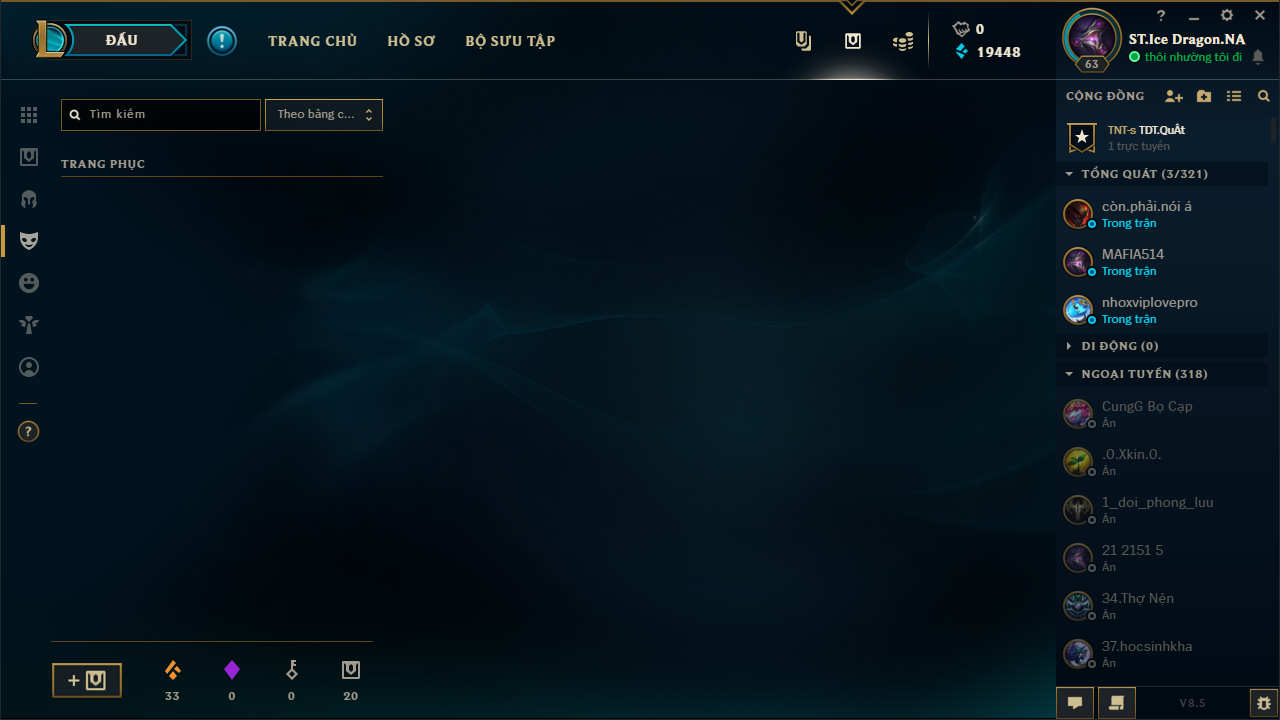 ĐẤU
TRANG CHỦ
HỒ SƠ
BỘ SƯU TẬP
0
19448
63
ST.Ice Dragon.NA
thôi nhường tôi đi
Tìm kiếm
Theo bảng c...
TRANG PHỤC
CỘNG ĐỒNG
TNT-s TDT.QuÂt
1 trực tuyến
TỔNG QUÁT (3/321)
còn.phải.nói á
Trong trận
MAFIA514
Trong trận
nhoxviplovepro
Trong trận
DI ĐỘNG (0)
NGOẠI TUYẾN (318)
CungG Bọ Cạp
Ẩn
.O.Xkin.O.
Ẩn
1_doi_phong_luu
Ẩn
21 2151 5
Ẩn
34.Thợ Nện
Ẩn
37.hocsinhkha
Ẩn
33
0
0
20
V8.5